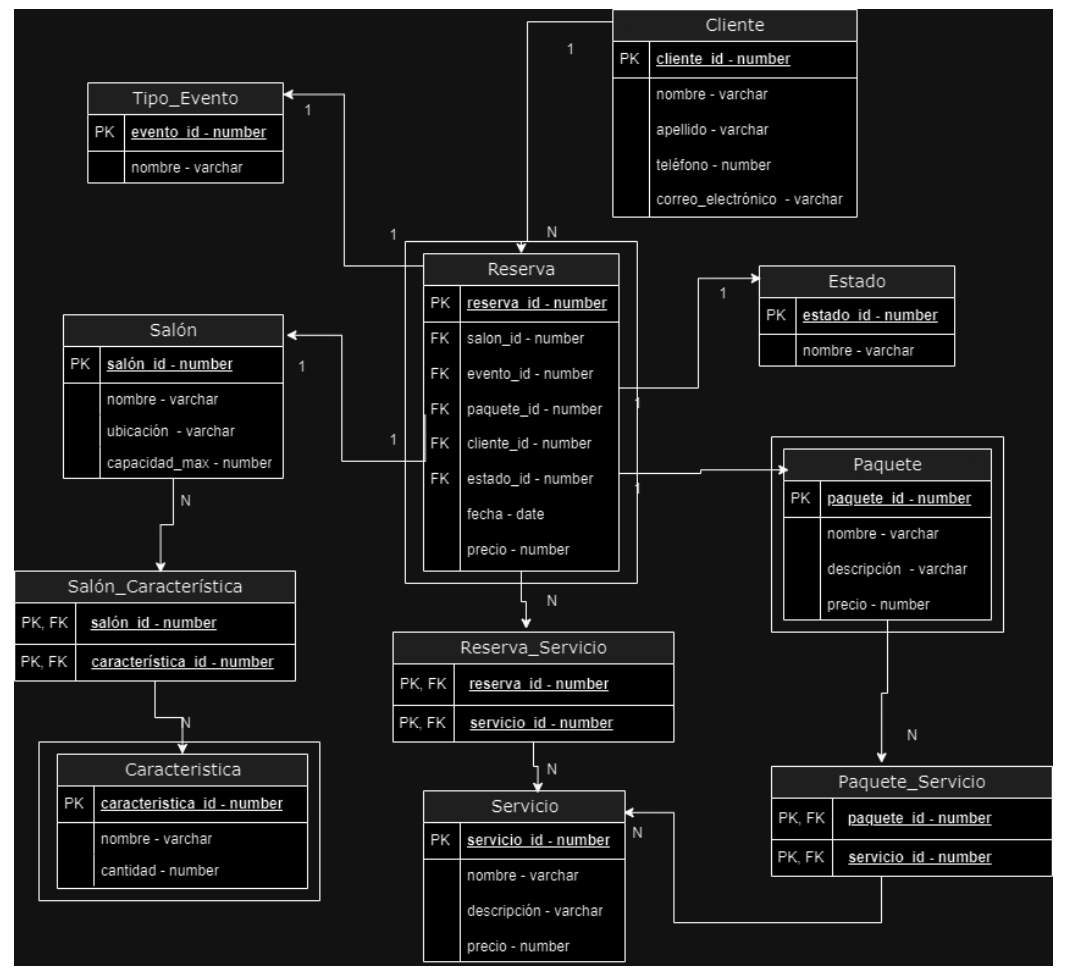 Cliente
PK cliente_id - number
nombre - varchar
apellido - varchar
teléfono - number
correo_electrónico - varchar
1
N
Tipo_Evento
PK evento_id - number
nombre - varchar
1
1
Reserva
PK reserva_id - number
FK salon_id - number
FK evento_id - number
FK paquete_id - number
FK cliente_id - number
FK estado_id - number
fecha - date
precio - number
Estado
PK estado_id - number
nombre - varchar
1
1
Salón
PK salón_id - number
nombre - varchar
ubicación - varchar
capacidad_max - number
1
1
N
Paquete
PK paquete_id - number
nombre - varchar
descripción - varchar
precio - number
1
N
Salón_Característica
PK, FK salón_id - number
PK, FK característica_id - number
N
Reserva_Servicio
PK, FK reserva_id - number
PK, FK servicio_id - number
N
N
Caracteristica
PK caracteristica_id - number
nombre - varchar
cantidad - number
Servicio
PK servicio_id - number
nombre - varchar
descripción - varchar
precio - number
N
Paquete_Servicio
PK, FK paquete_id - number
PK, FK servicio_id - number